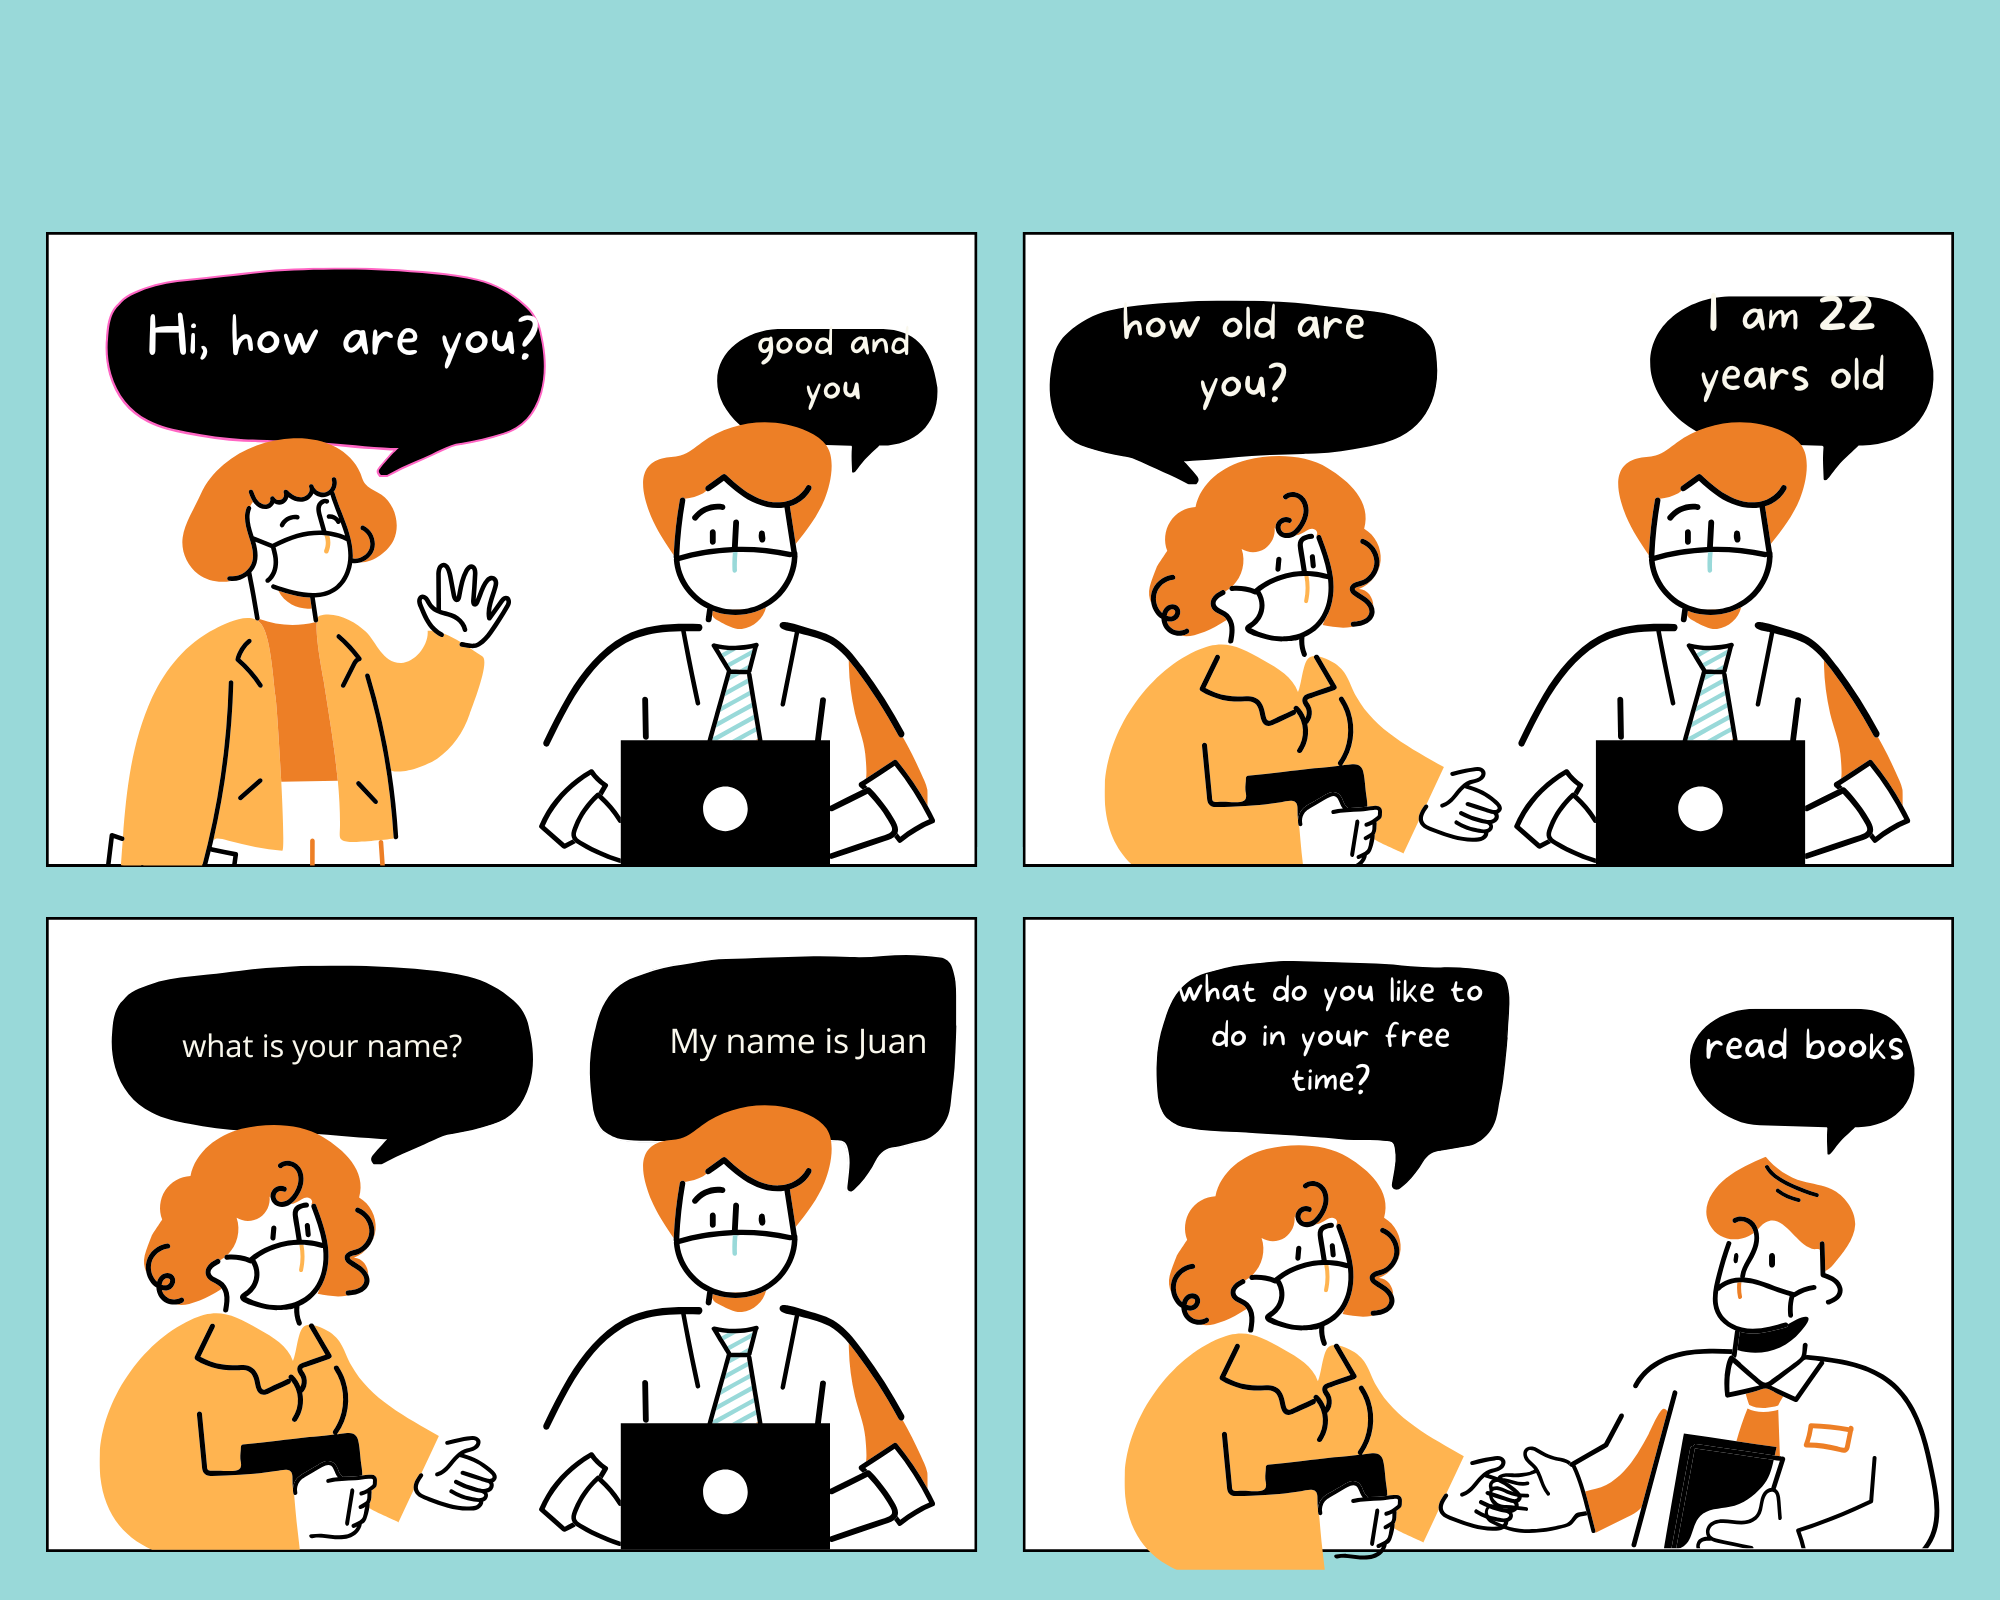 Hi, how are you?
good and
you
how old are
you?
I am 22
years old
what is your name?
My name is Juan
what do you like to
do in your free
time?
read books